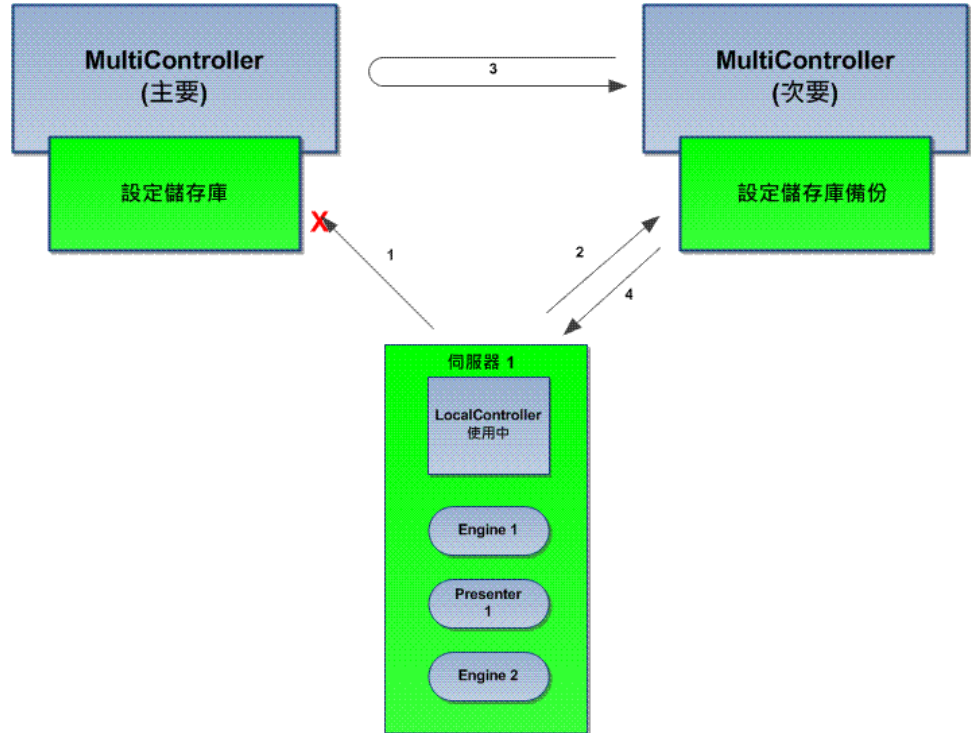 MultiController
(主要)
MultiController
(次要)
3
設定儲存庫
設定儲存庫備份
X
1
2
4
伺服器 1
LocalController
使用中
Engine 1
Presenter
1
Engine 2